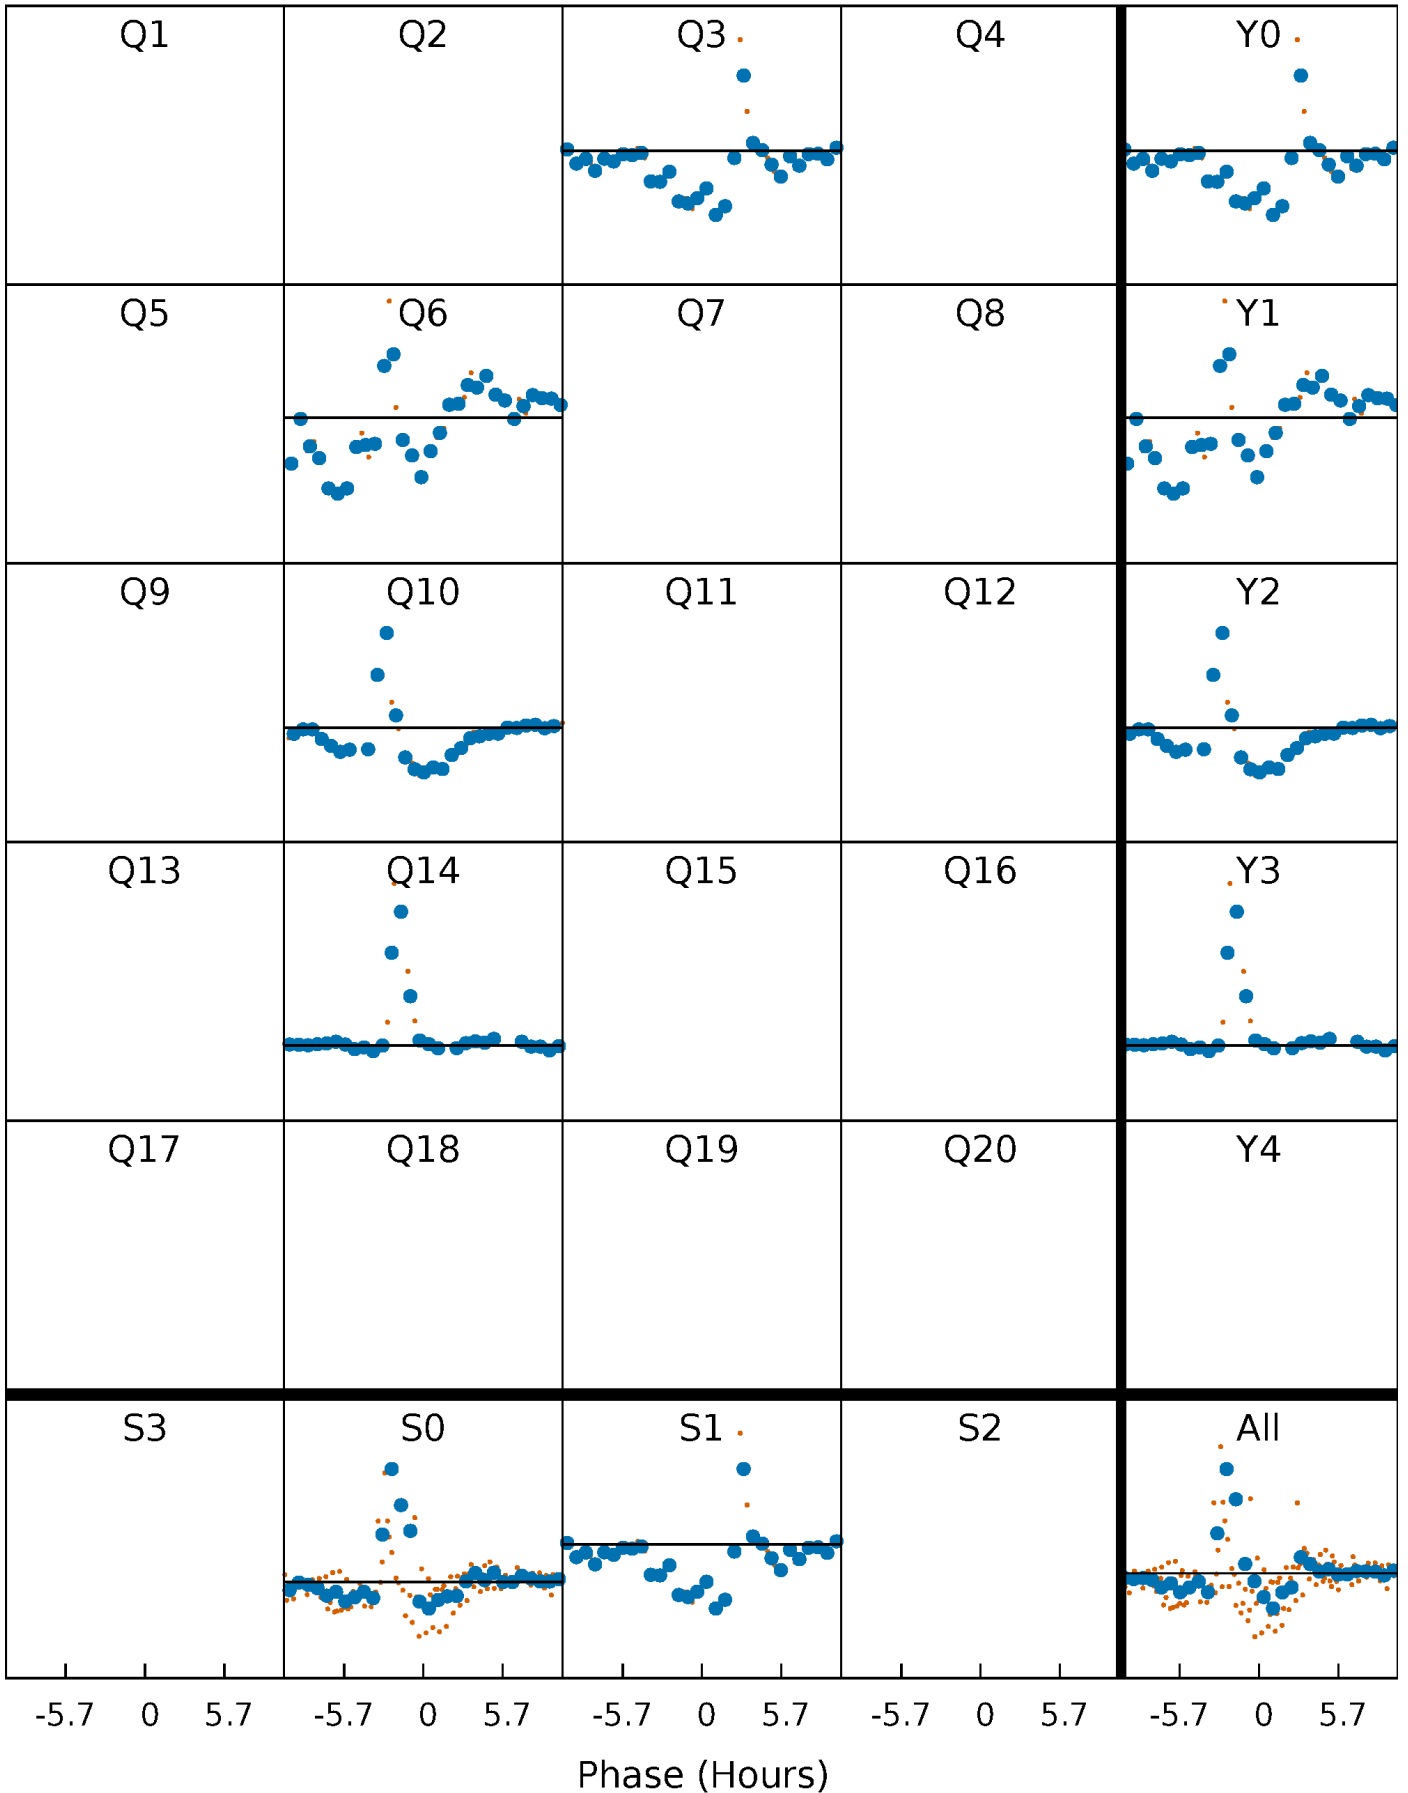 Q1 Q2 Q3 Q4 Y0
Q5 Q6 Q7 Q8 Y1
Q9 Q10 Q11 Q12 Y2
Q13 Q14 Q15 Q16 Y3
Q17 Q18 Q19 Q20 Y4
S3 S0 S1 S2 All
-5.7 0 5.7 -5.7 0 5.7 -5.7 0 5.7 -5.7 0 5.7 -5.7 0 5.7
Phase (Hours)